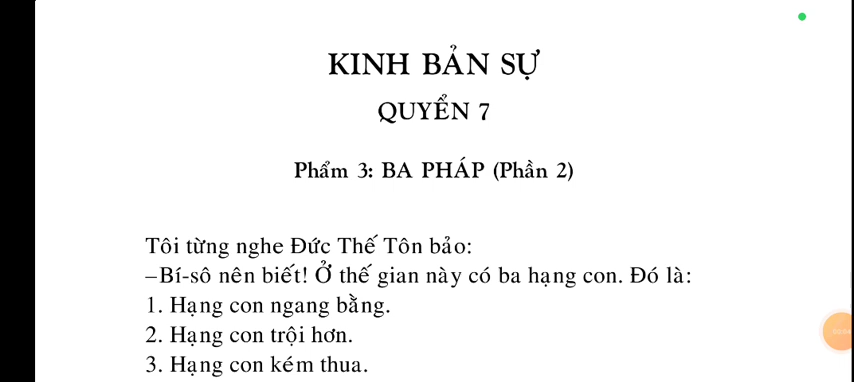 KINH BẢN SỰ
QUYỂN 7
Phẩm 3: BA PHÁP (Phần 2)
Tôi từng nghe Đức Thế Tôn bảo:
–Bí-sô nên biết! Ở thế gian này có ba hạng con. Đó là:
1. Hạng con ngang bằng.
2. Hạng con trội hơn.
3. Hạng con kém thua.